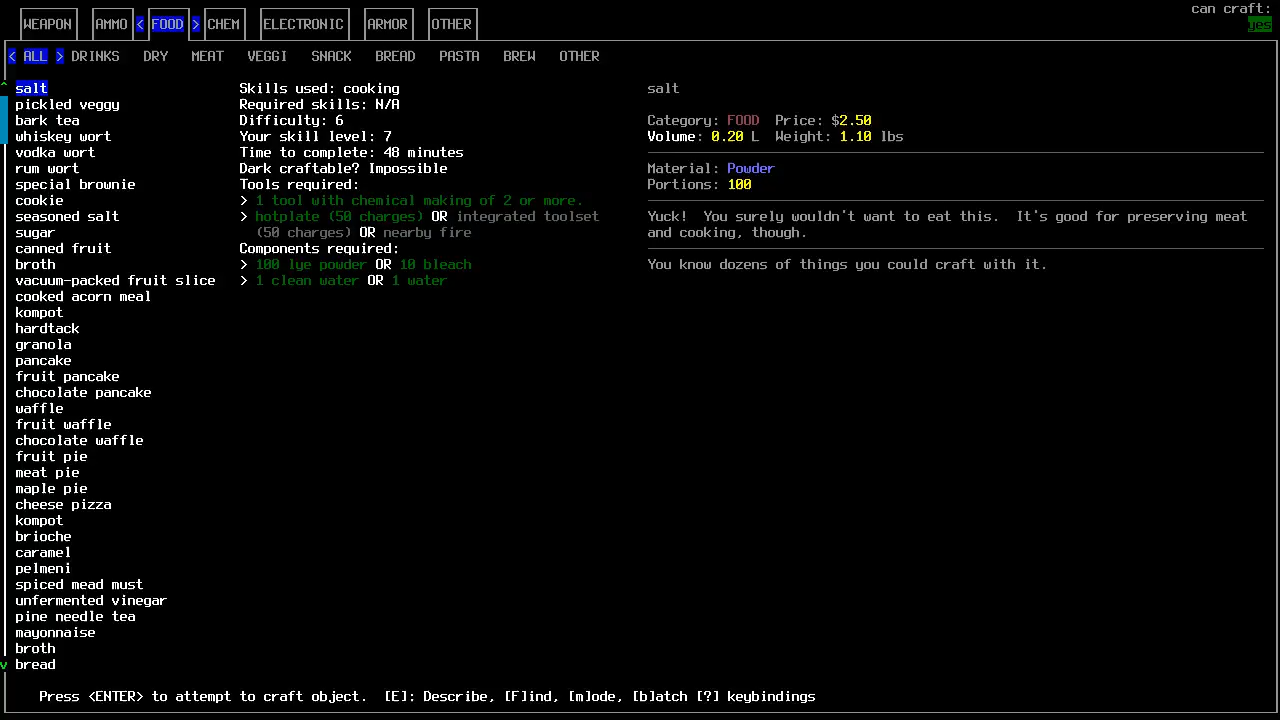 can craft:
WEAPON AMMO < FOOD > CHEM ELECTRONIC ARMOR OTHER yes
< ALL > DRINKS DRY MEAT VEGGI SNACK BREAD PASTA BREW OTHER
^ salt Skills used: cooking salt
pickled veggy Required skills: N/A
bark tea Difficulty: 6 Category: FOOD Price: $2.50
whiskey wort Your skill level: 7 Volume: 0.20 L Weight: 1.10 lbs
vodka wort Time to complete: 48 minutes
rum wort Dark craftable? Impossible Material: Powder
special brownie Tools required: Portions: 100
cookie > 1 tool with chemical making of 2 or more.
seasoned salt > hotplate (50 charges) OR integrated toolset Yuck! You surely wouldn't want to eat this. It's good for preserving meat
sugar (50 charges) OR nearby fire and cooking, though.
canned fruit Components required:
broth > 100 lye powder OR 10 bleach You know dozens of things you could craft with it.
vacuum-packed fruit slice > 1 clean water OR 1 water
cooked acorn meal
kompot
hardtack
granola
pancake
fruit pancake
chocolate pancake
waffle
fruit waffle
chocolate waffle
fruit pie
meat pie
maple pie
cheese pizza
kompot
brioche
caramel
pelmeni
spiced mead must
unfermented vinegar
pine needle tea
mayonnaise
broth
v bread
Press <ENTER> to attempt to craft object. [E]: Describe, [F]ind, [m]ode, [b]atch [?] keybindings